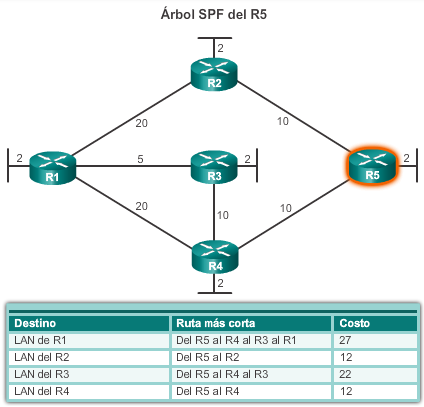 Árbol SPF del R5
2
R2
20
10
2
R1
5
R3
2
R5
2
20
10
10
R4
2
Destino Ruta más corta Costo
LAN de R1 Del R5 al R4 al R3 al R1 27
LAN del R2 Del R5 al R2 12
LAN del R3 Del R5 al R4 al R3 22
LAN del R4 Del R5 al R4 12